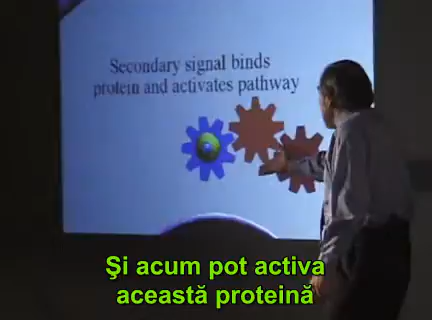 Secondary signal binds
protein and activates pathway
Şi acum pot activa
această proteină